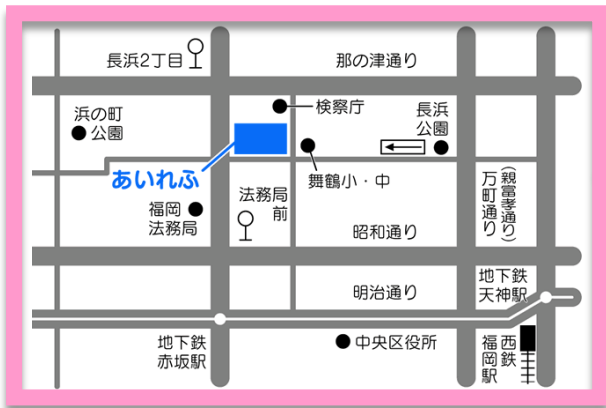 長浜2丁目
那の津通り
検察庁
浜の町
公園
長浜
公園
あいれふ
舞鶴小・中
法務局
前
福岡
法務局
昭和通り
万町通り
(親富孝通り)
明治通り
地下鉄
天神駅
地下鉄
赤坂駅
中央区役所
西鉄
福岡駅